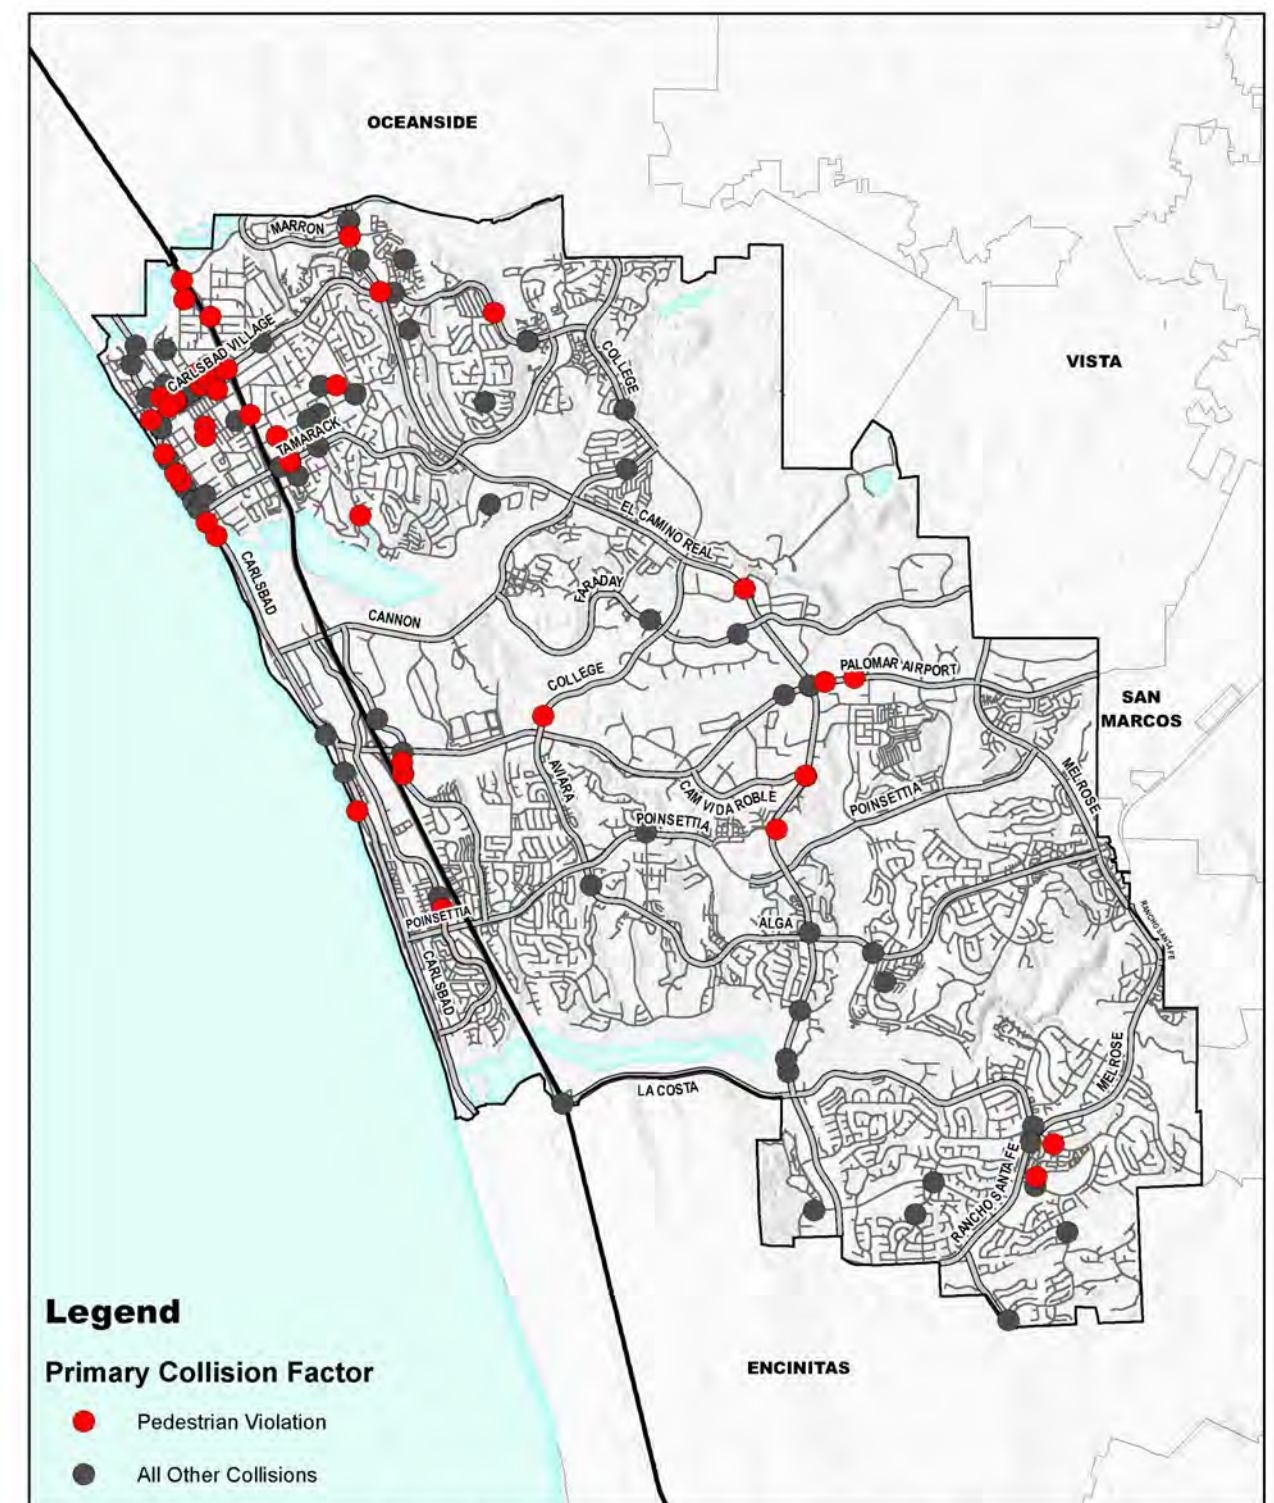 OCEANSIDE
MARRON
CARLSBAD VILLAGE
COLLEGE
VISTA
TAMARACK
EL CAMINO REAL
CARLSBAD
FARADAY
CANNON
COLLEGE
PALOMAR AIRPORT
SAN
MARCOS
AVIARA
CAM VIDA ROBLE
MELROSE
POINSETTIA
POINSETTIA
POINSETTIA
ALGA
RANCHO SANTA FE
CARLSBAD
LA COSTA
MELROSE
RANCHO SANTA FE
ENCINITAS
Legend
Primary Collision Factor
Pedestrian Violation
All Other Collisions